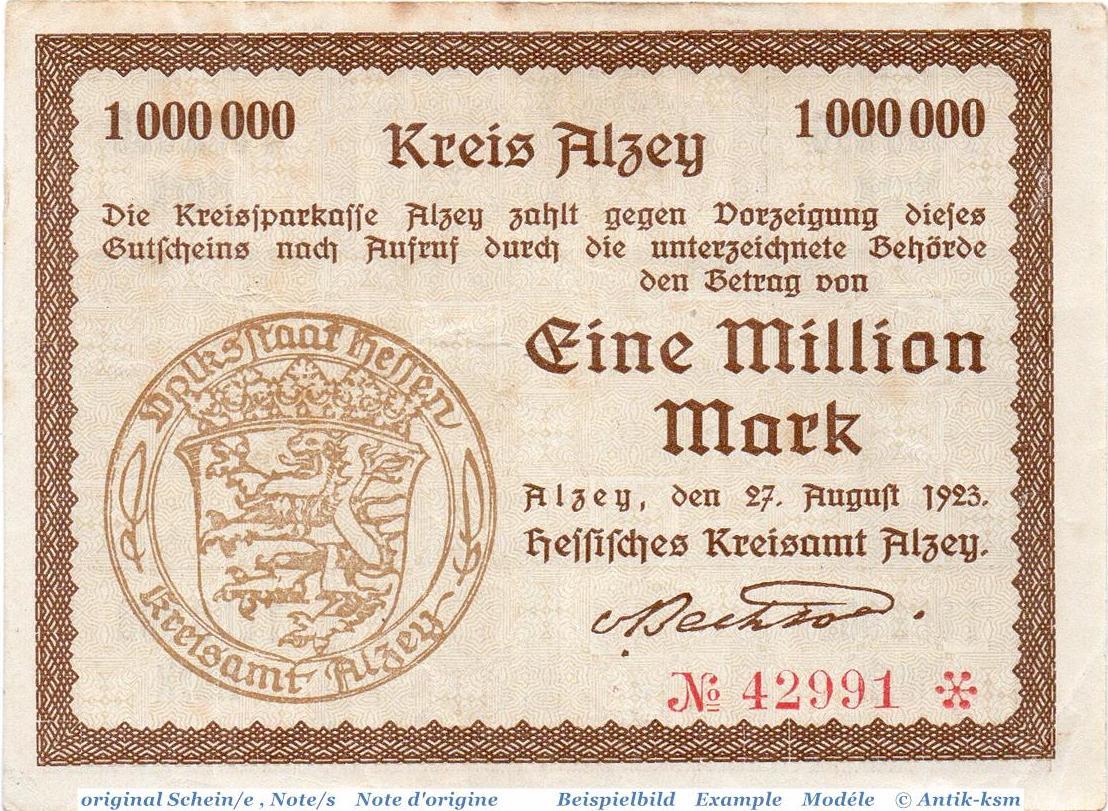 1 000 000
1 000 000
Kreis Alzey
Die Kreissparkasse Alzey zahlt gegen Vorzeigung dieses
Gutscheins nach Aufruf durch die unterzeichnete Behörde
den Betrag von
Eine Million
Mark
Alzey, den 27. August 1923.
Hessisches Kreisamt Alzey.
№ 42991
Volksstaat Hessen
Kreisamt Alzey
original Schein/e , Note/s Note d'origine Beispielbild Example Modéle © Antik-ksm